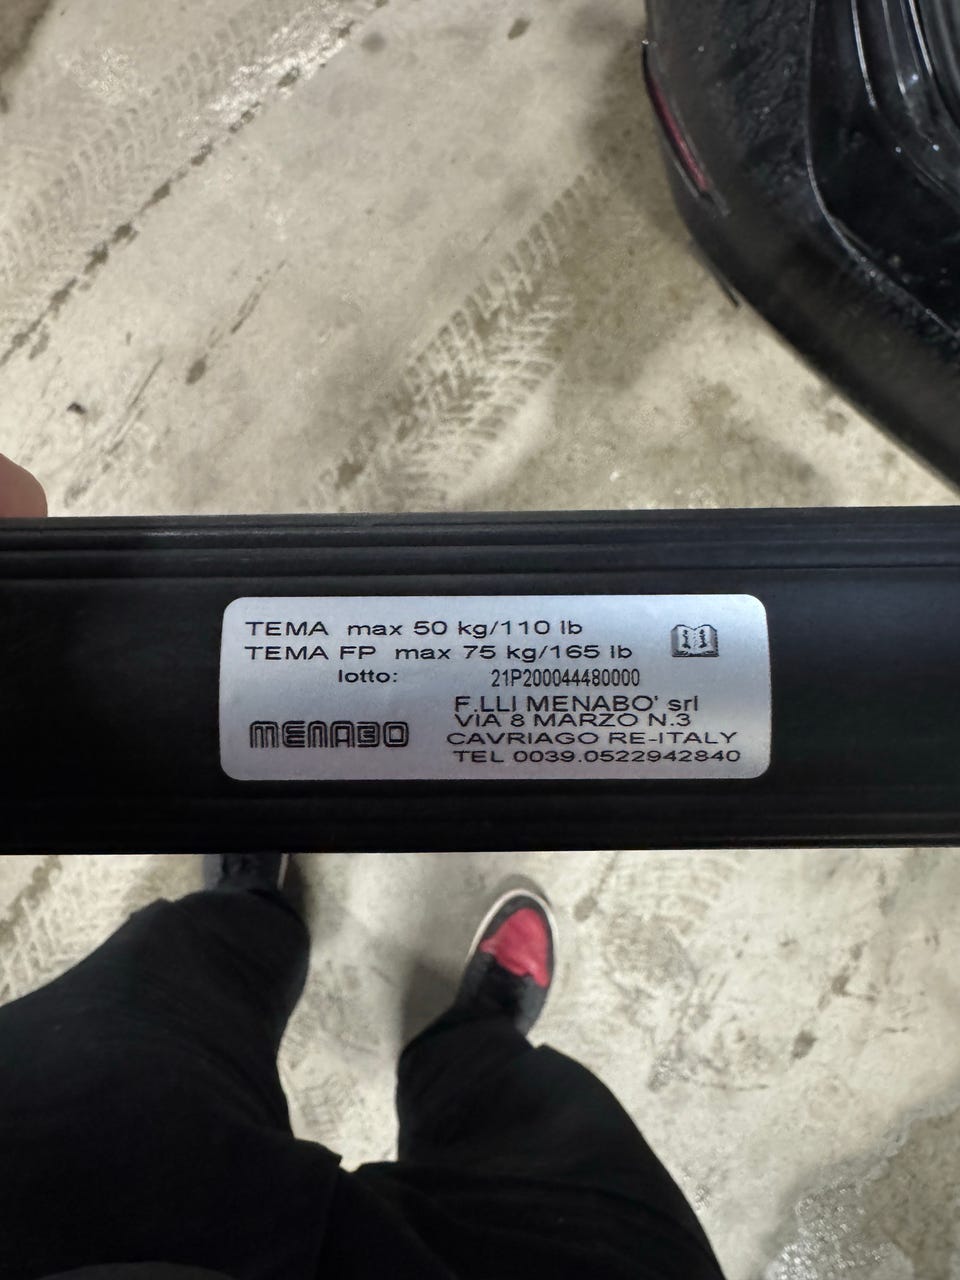 TEMA max 50 kg/110 lb
TEMA FP max 75 kg/165 lb
lotto: 21P200044480000
F.LLI MENABO' srl
VIA 8 MARZO N.3
MENABO
CAVRIAGO RE-ITALY
TEL 0039.0522942840